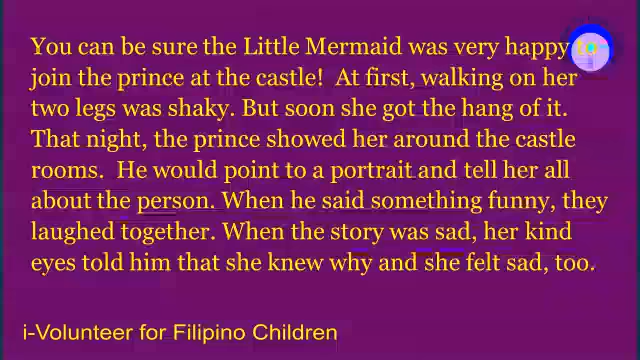 You can be sure the Little Mermaid was very happy to
join the prince at the castle!  At first, walking on her
two legs was shaky. But soon she got the hang of it.
That night, the prince showed her around the castle
rooms.  He would point to a portrait and tell her all
about the person. When he said something funny, they
laughed together. When the story was sad, her kind
eyes told him that she knew why and she felt sad, too.
i-Volunteer for Filipino Children